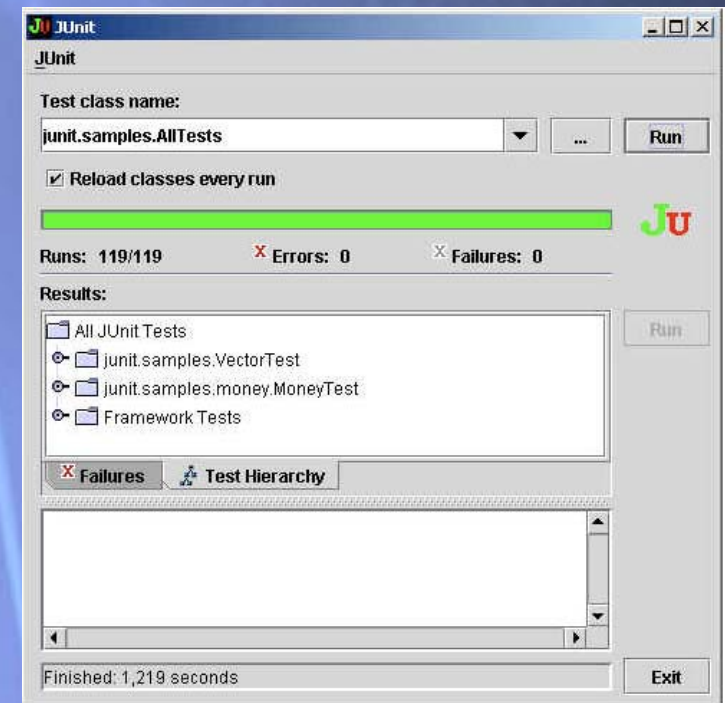 JU JUnit
JUnit
Test class name:
junit.samples.AllTests
...
Run
Reload classes every run
JU
Runs: 119/119
X Errors: 0
X Failures: 0
Results:
All JUnit Tests
junit.samples.VectorTest
junit.samples.money.MoneyTest
Framework Tests
Run
X Failures
Test Hierarchy
Finished: 1,219 seconds
Exit